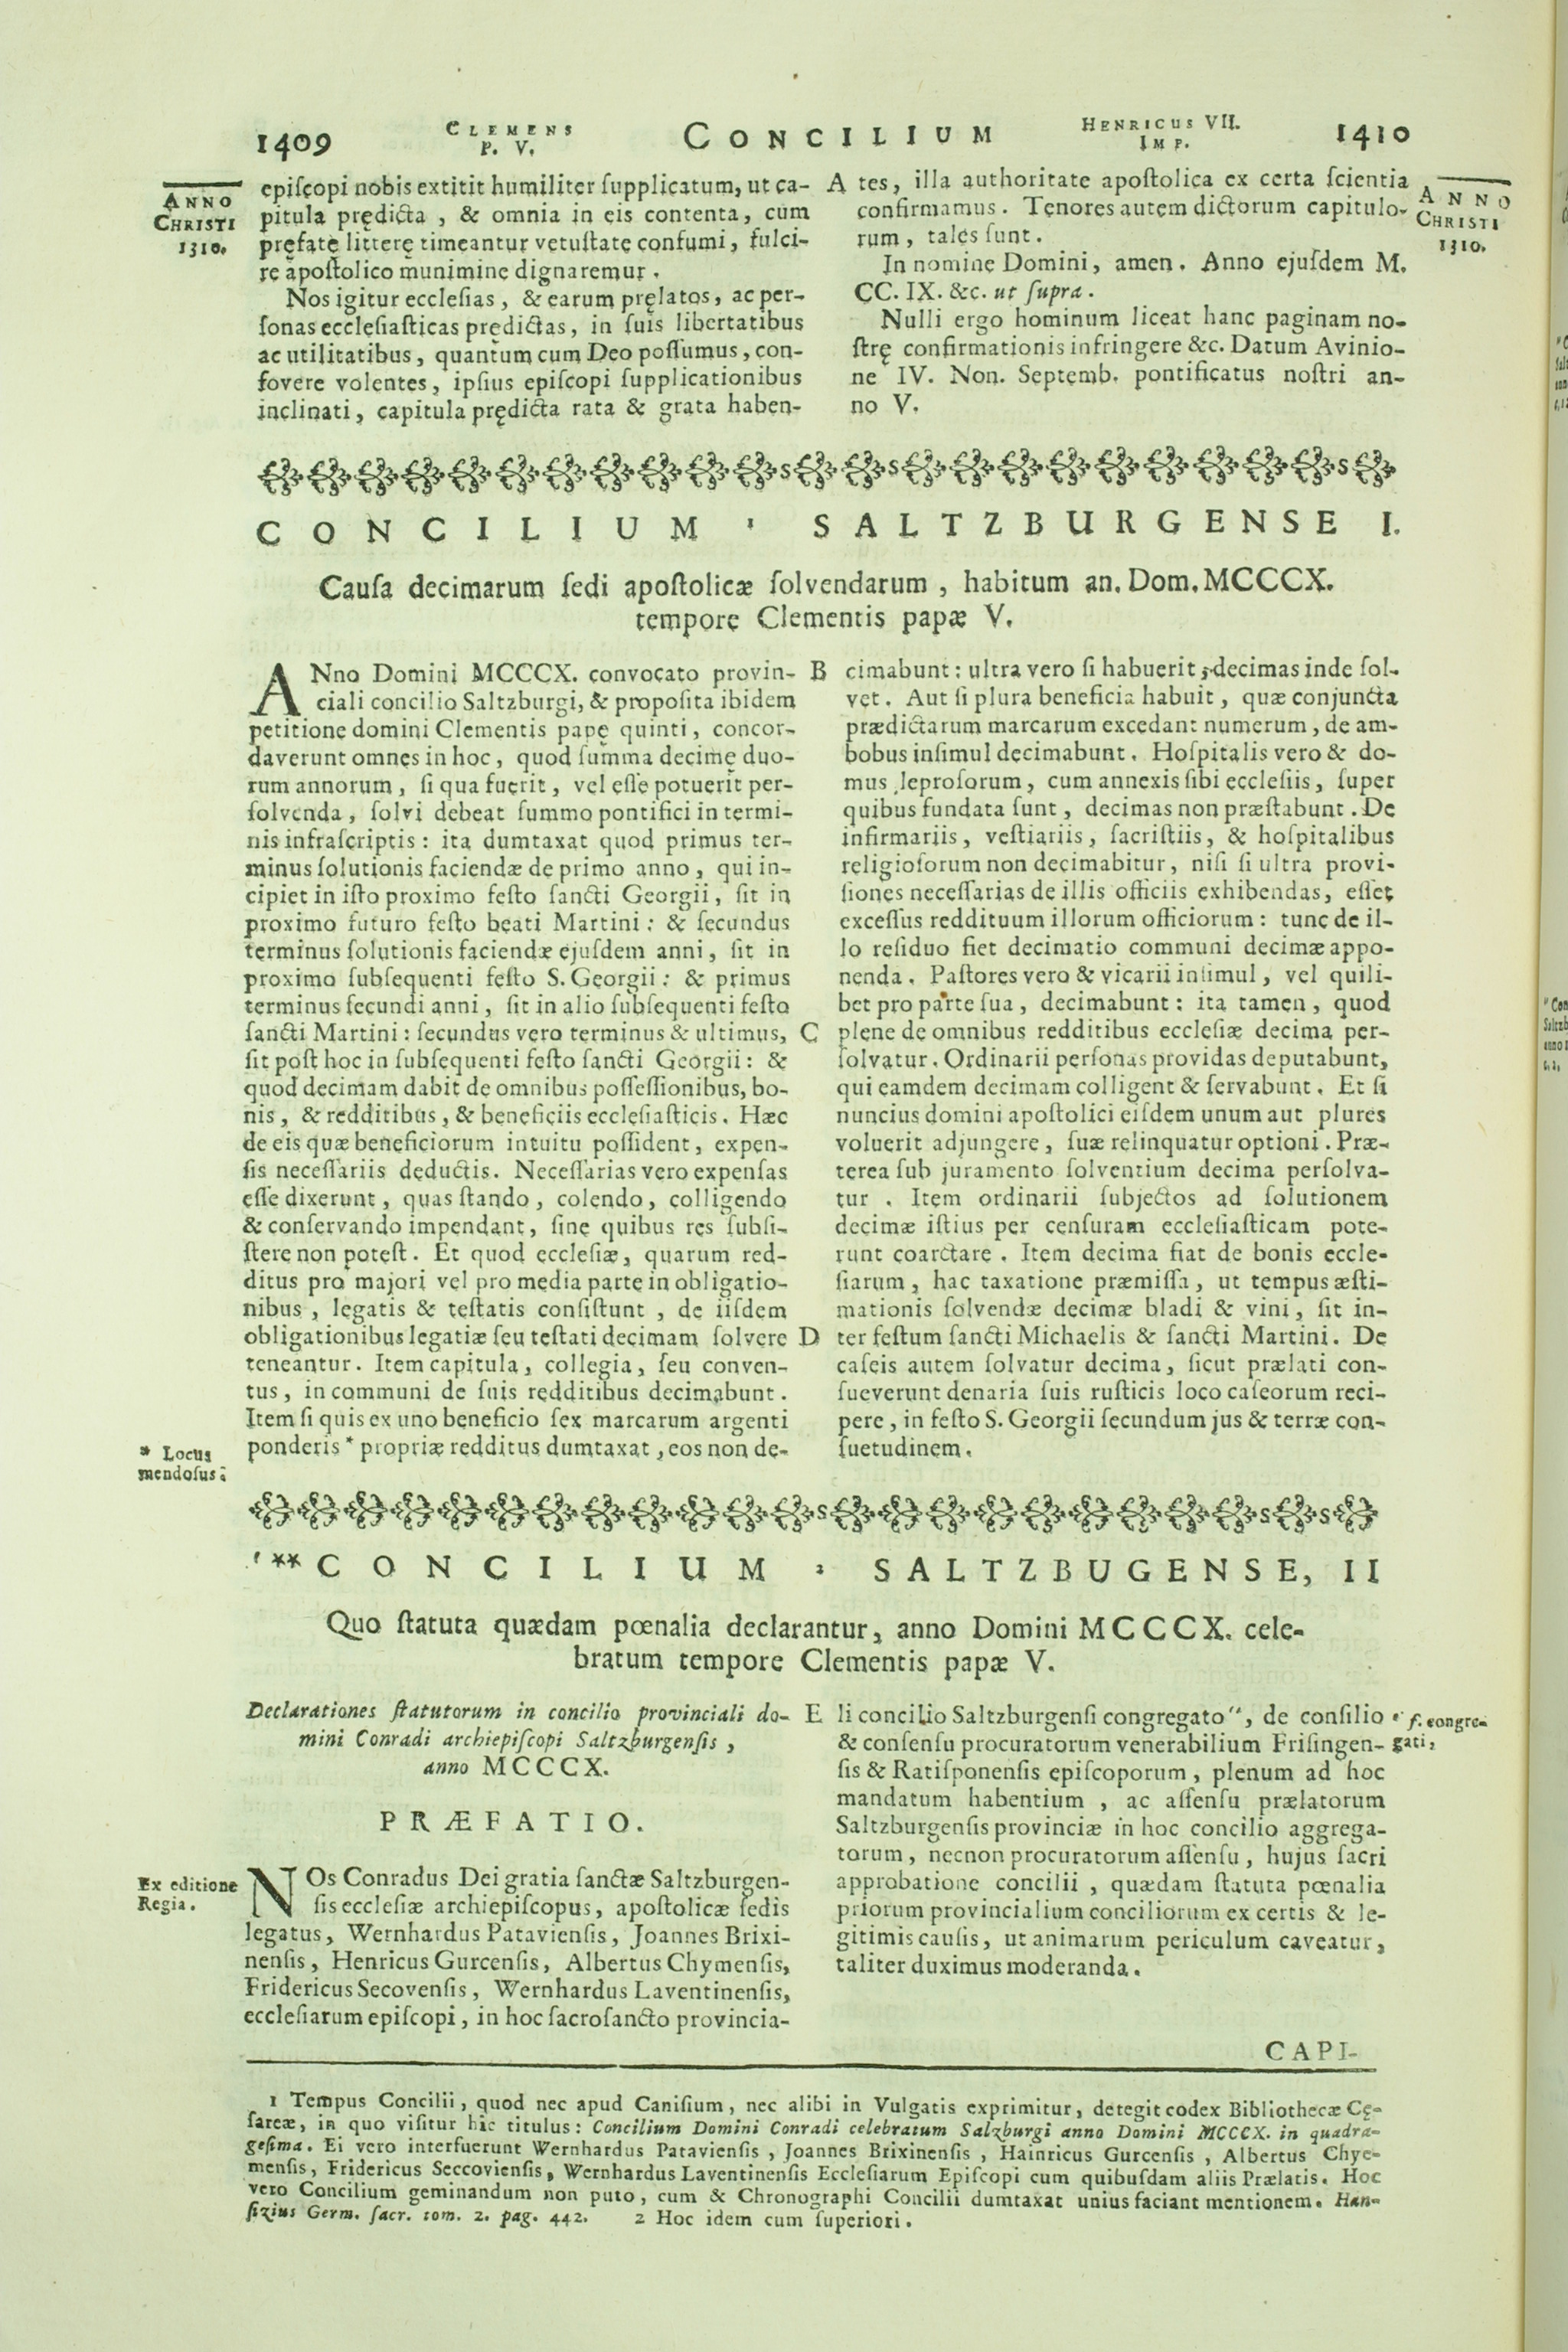 1409
CLEMENS
P. V.
CONCILIUM
HENRICUS VII.
IMP.
1410
ANNO
CHRISTI
1310.
epiſcopi nobis extitit humiliter ſupplicatum, ut ca-
pitula prędicta, & omnia in eis contenta, cum
pręfatę litterę timeantur vetuſtate conſumi, fulci-
re apoſtolico munimine dignaremur.
Nos igitur eccleſias, & earum pręlatos, ac per-
ſonas eccleſiaſticas prędictas, in ſuis libertatibus
ac utilitatibus, quantum cum Deo poſſumus, con-
fovere volentes, ipſius epiſcopi ſupplicationibus
inclinati, capitula prędicta rata & grata haben-
A tes, illa authoritate apoſtolica ex certa ſcientia
confirmamus. Tenores autem dictorum capitulo-
rum, tales ſunt.
In nomine Domini, amen. Anno ejuſdem M.
CC. IX. &c. ut ſupra.
Nulli ergo hominum liceat hanc paginam no-
ſtrę confirmationis infringere &c. Datum Avinio-
ne IV. Non. Septemb. pontificatus noſtri an-
no V.
ANNO
CHRISTI
1310.
CONCILIUM ¹ SALTZBURGENSE I.
Cauſa decimarum ſedi apoſtolicæ ſolvendarum, habitum an. Dom. MCCCX.
tempore Clementis papæ V.
ANno Domini MCCCX. convocato provin-
ciali concilio Saltzburgi, & propoſita ibidem
petitione domini Clementis papę quinti, concor-
daverunt omnes in hoc, quod ſumma decimę duo-
rum annorum, ſi qua fuerit, vel eſſe potuerit per-
ſolvenda, ſolvi debeat ſummo pontifici in termi-
nis infraſcriptis: ita dumtaxat quod primus ter-
minus ſolutionis faciendæ de primo anno, qui in-
cipiet in iſto proximo feſto ſancti Georgii, ſit in
proximo futuro feſto beati Martini: & ſecundus
terminus ſolutionis faciendæ ejuſdem anni, ſit in
proximo ſubſequenti feſto S. Georgii: & primus
terminus ſecundi anni, ſit in alio ſubſequenti feſto
ſancti Martini: ſecundus vero terminus & ultimus,
ſit poſt hoc in ſubſequenti feſto ſancti Georgii: &
quod decimam dabit de omnibus poſſeſſionibus, bo-
nis, & redditibus, & beneficiis eccleſiaſticis. Hæc
de eis quæ beneficiorum intuitu poſſident, expen-
ſis neceſſariis deductis. Neceſſarias vero expenſas
eſſe dixerunt, quas ſtando, colendo, colligendo
& conſervando impendant, ſine quibus res ſubſi-
ſtere non poteſt. Et quod eccleſiæ, quarum red-
ditus pro majori vel pro media parte in obligatio-
nibus, legatis & teſtatis conſiſtunt, de iiſdem
obligationibus legatiæ ſeu teſtati decimam ſolvere
teneantur. Item capitula, collegia, ſeu conven-
tus, in communi de ſuis redditibus decimabunt.
Item ſi quis ex uno beneficio ſex marcarum argenti
ponderis * propriæ redditus dumtaxat, eos non de-
* Locus
mendoſus.
B cimabunt: ultra vero ſi habuerit, decimas inde ſol-
vet. Aut ſi plura beneficia habuit, quæ conjuncta
prædictarum marcarum excedant numerum, de am-
bobus inſimul decimabunt. Hoſpitalis vero & do-
mus leproſorum, cum annexis ſibi eccleſiis, ſuper
quibus fundata ſunt, decimas non præſtabunt. De
infirmariis, veſtiariis, ſacriſtiis, & hoſpitalibus
religioſorum non decimabitur, niſi ſi ultra provi-
ſiones neceſſarias de illis officiis exhibendas, eſſet
exceſſus reddituum illorum officiorum: tunc de il-
lo reſiduo fiet decimatio communi decimæ appo-
nenda. Paſtores vero & vicarii inſimul, vel quili-
bet pro parte ſua, decimabunt: ita tamen, quod
C plene de omnibus redditibus eccleſiæ decima per-
ſolvatur. Ordinarii perſonas providas deputabunt,
qui eamdem decimam colligent & ſervabunt. Et ſi
nuncius domini apoſtolici eiſdem unum aut plures
voluerit adjungere, ſuæ relinquatur optioni. Præ-
terea ſub juramento ſolventium decima perſolva-
tur. Item ordinarii ſubjectos ad ſolutionem
decimæ iſtius per cenſuram eccleſiaſticam pote-
runt coarctare. Item decima fiat de bonis eccle-
ſiarum, hac taxatione præmiſſa, ut tempus æſti-
mationis ſolvendæ decimæ bladi & vini, ſit in-
D ter feſtum ſancti Michaelis & ſancti Martini. De
caſeis autem ſolvatur decima, ſicut prælati con-
ſueverunt denaria ſuis ruſticis loco caſeorum reci-
pere, in feſto S. Georgii ſecundum jus & terræ con-
ſuetudinem.
'** CONCILIUM ² SALTZBUGENSE, II
Quo ſtatuta quædam pœnalia declarantur, anno Domini MCCCX. cele-
bratum tempore Clementis papæ V.
Declarationes ſtatutorum in concilio provinciali do-
mini Conradi archiepiſcopi Saltzburgenſis,
anno MCCCX.
PRÆFATIO.
Ex editione
Regia.
NOs Conradus Dei gratia ſanctæ Saltzburgen-
ſis eccleſiæ archiepiſcopus, apoſtolicæ ſedis
legatus, Wernhardus Patavienſis, Joannes Brixi-
nenſis, Henricus Gurcenſis, Albertus Chymenſis,
Fridericus Secovenſis, Wernhardus Laventinenſis,
eccleſiarum epiſcopi, in hoc ſacroſancto provincia-
E li concilio Saltzburgenſi congregato", de conſilio
& conſenſu procuratorum venerabilium Friſingen-
ſis & Ratiſponenſis epiſcoporum, plenum ad hoc
mandatum habentium, ac aſſenſu prælatorum
Saltzburgenſis provinciæ in hoc concilio aggrega-
torum, necnon procuratorum aſſenſu, hujus ſacri
approbatione concilii, quædam ſtatuta pœnalia
priorum provincialium conciliorum ex certis & le-
gitimis cauſis, ut animarum periculum caveatur,
taliter duximus moderanda.
" f. congre-
gati,
CAPI-
1 Tempus Concilii, quod nec apud Caniſium, nec alibi in Vulgatis exprimitur, detegit codex Bibliothecæ Cę-
ſareæ, in quo viſitur hic titulus: Concilium Domini Conradi celebratum Salzburgi anno Domini MCCCX. in quadra-
geſima. Ei vero interfuerunt Wernhardus Patavienſis, Joannes Brixinenſis, Hainricus Gurcenſis, Albertus Chye-
menſis, Fridericus Seccovienſis, Wernhardus Laventinenſis Eccleſiarum Epiſcopi cum quibuſdam aliis Prælatis. Hoc
vero Concilium geminandum non puto, cum & Chronographi Concilii dumtaxat unius faciant mentionem. Han-
ſizius Germ. ſacr. tom. 2. pag. 442. 2 Hoc idem cum ſuperiori.